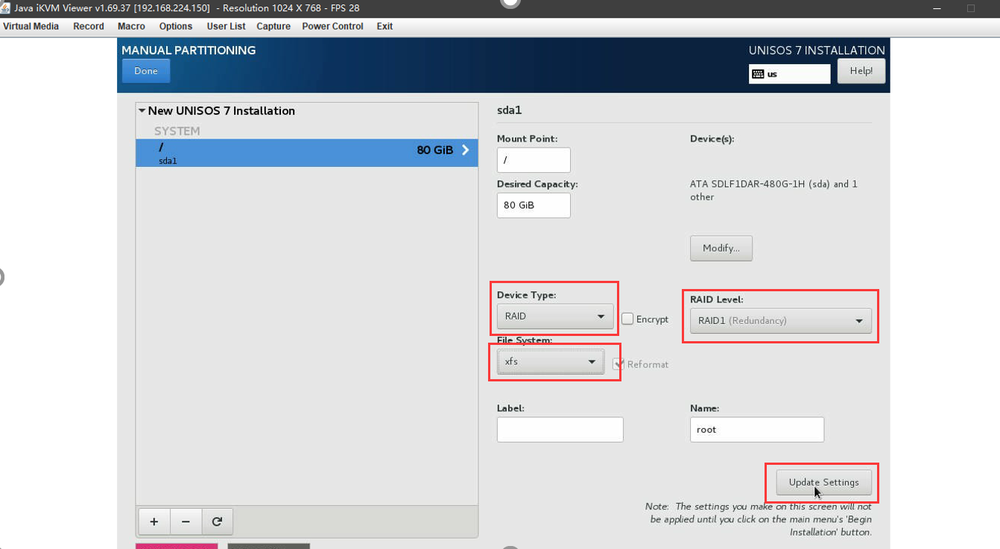 Java iKVM Viewer v1.69.37 [192.168.224.150] - Resolution 1024 X 768 - FPS 28
Virtual Media Record Macro Options User List Capture Power Control Exit
MANUAL PARTITIONING
UNISOS 7 INSTALLATION
Done
us
Help!
New UNISOS 7 Installation
SYSTEM
/
80 GiB
sda1
sda1
Mount Point:
/
Desired Capacity:
80 GiB
Device(s):
ATA SDLF1DAR-480G-1H (sda) and 1
other
Modify...
Device Type:
RAID
Encrypt
RAID Level:
RAID1 (Redundancy)
File System:
xfs
Reformat
Label:
Name:
root
Update Settings
Note: The settings you make on this screen will not
be applied until you click on the main menu's 'Begin
Installation' button.